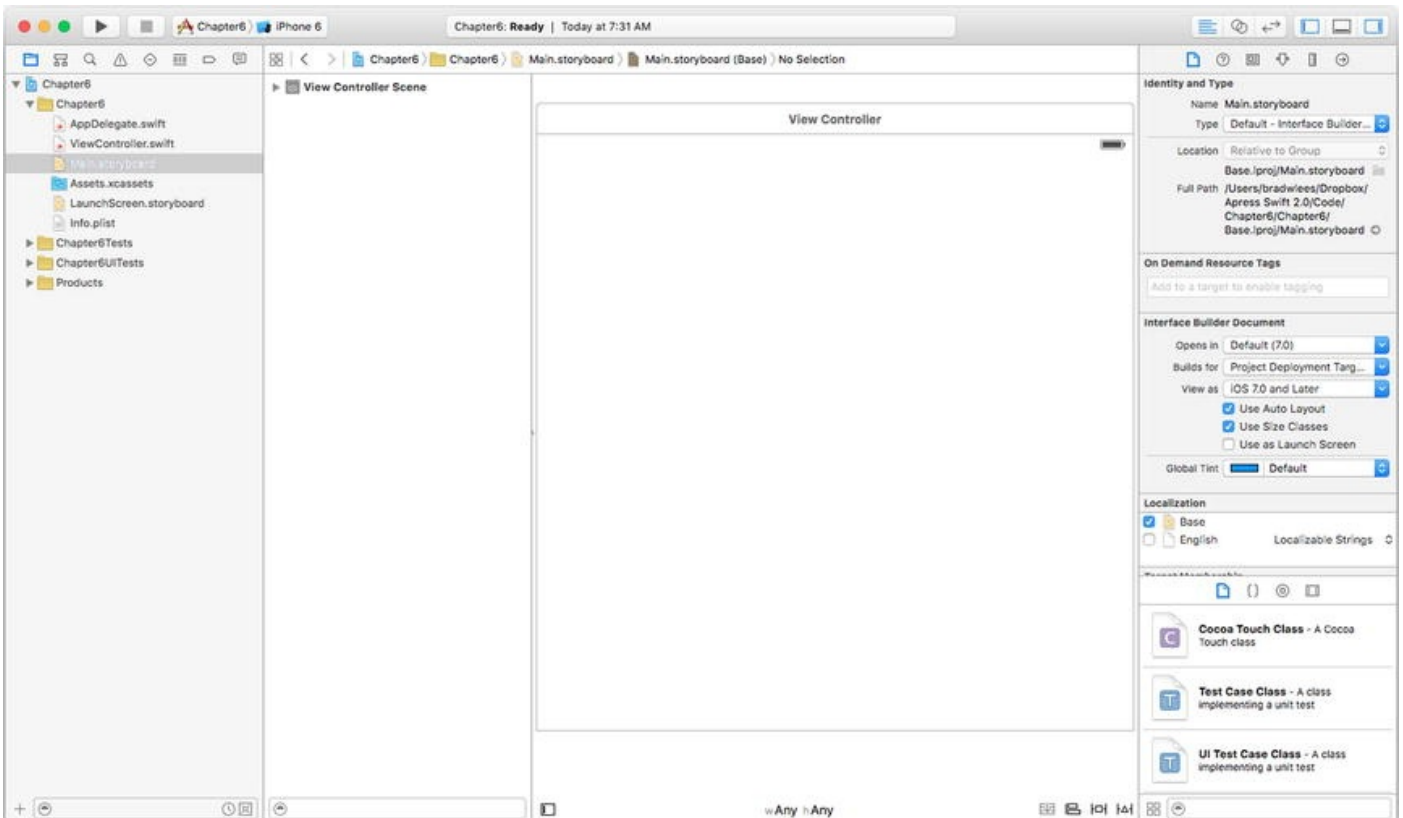 Chapter6 iPhone 6
Chapter6: Ready | Today at 7:31 AM
Chapter6 Chapter6 Main.storyboard Main.storyboard (Base) No Selection
Chapter6
Chapter6
AppDelegate.swift
ViewController.swift
Main.storyboard
Assets.xcassets
LaunchScreen.storyboard
Info.plist
Chapter6Tests
Chapter6UITests
Products
View Controller Scene
View Controller
wAny hAny
Identity and Type
Name Main.storyboard
Type Default - Interface Builder...
Location Relative to Group
Base.lproj/Main.storyboard
Full Path /Users/bradwlees/Dropbox/
Apress Swift 2.0/Code/
Chapter6/Chapter6/
Base.lproj/Main.storyboard
On Demand Resource Tags
Add to a target to enable tagging
Interface Builder Document
Opens in Default (7.0)
Builds for Project Deployment Targ...
View as iOS 7.0 and Later
Use Auto Layout
Use Size Classes
Use as Launch Screen
Global Tint Default
Localization
Base
English Localizable Strings
Target Membership
Cocoa Touch Class - A Cocoa
Touch class
Test Case Class - A class
implementing a unit test
UI Test Case Class - A class
implementing a unit test